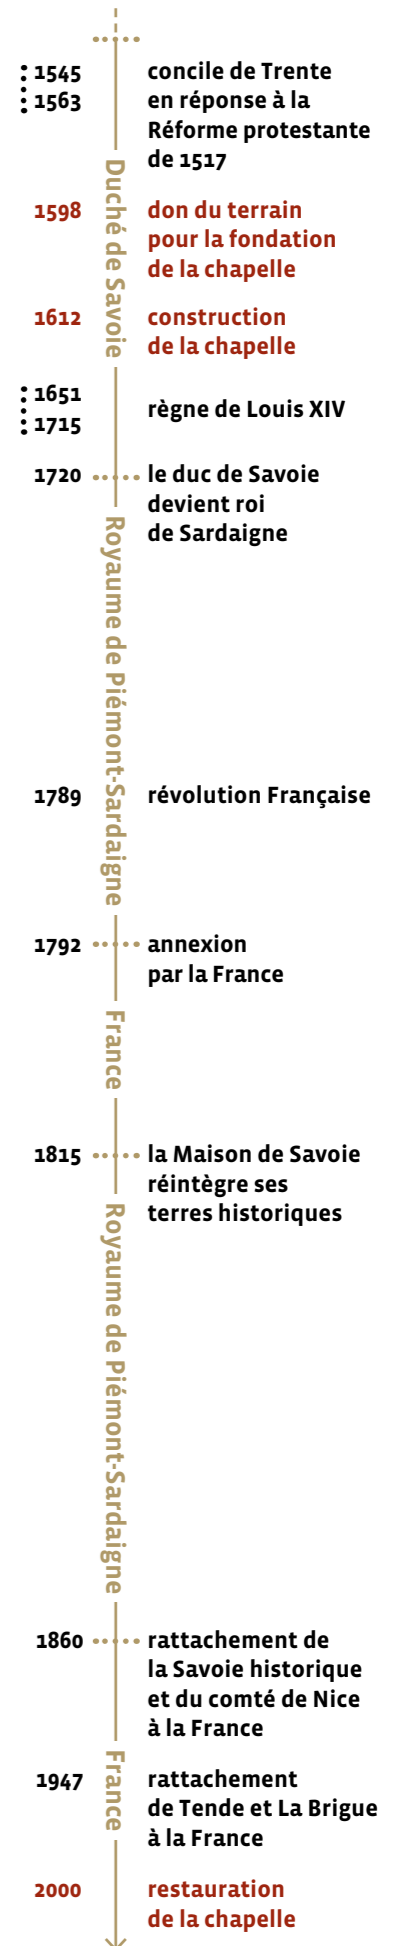 1545 concile de Trente
1563 en réponse à la
Réforme protestante
de 1517
Duché de Savoie
1598 don du terrain
pour la fondation
de la chapelle
1612 construction
de la chapelle
1651
règne de Louis XIV
1715
1720 le duc de Savoie
devient roi
de Sardaigne
Royaume de Piémont-Sardaigne
1789 révolution Française
1792 annexion
par la France
France
1815 la Maison de Savoie
réintègre ses
terres historiques
Royaume de Piémont-Sardaigne
1860 rattachement de
la Savoie historique
et du comté de Nice
à la France
France
1947 rattachement
de Tende et La Brigue
à la France
2000 restauration
de la chapelle